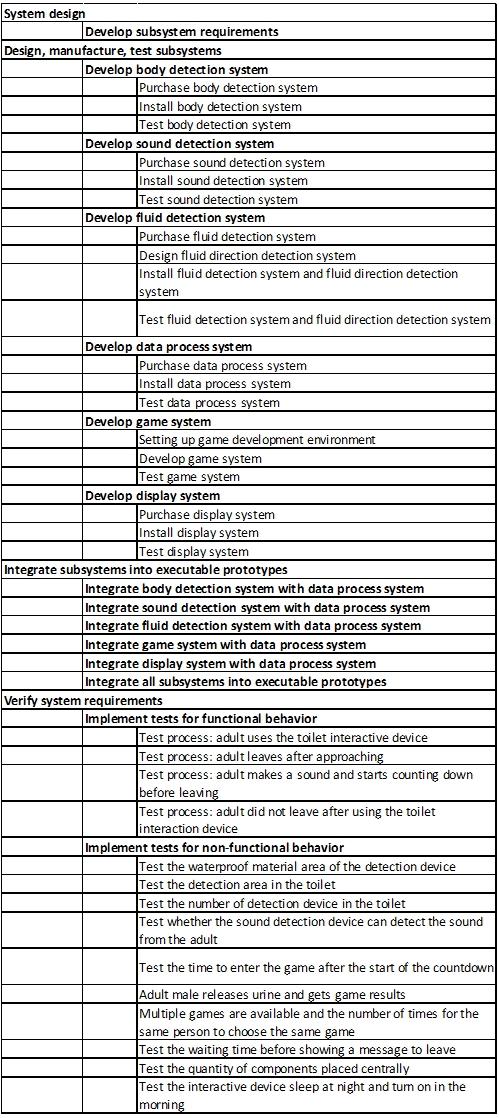 System design
Develop subsystem requirements
Design, manufacture, test subsystems
Develop body detection system
Purchase body detection system
Install body detection system
Test body detection system
Develop sound detection system
Purchase sound detection system
Install sound detection system
Test sound detection system
Develop fluid detection system
Purchase fluid detection system
Design fluid direction detection system
Install fluid detection system and fluid direction detection
system
Test fluid detection system and fluid direction detection system
Develop data process system
Purchase data process system
Install data process system
Test data process system
Develop game system
Setting up game development environment
Develop game system
Test game system
Develop display system
Purchase display system
Install display system
Test display system
Integrate subsystems into executable prototypes
Integrate body detection system with data process system
Integrate sound detection system with data process system
Integrate fluid detection system with data process system
Integrate game system with data process system
Integrate display system with data process system
Integrate all subsystems into executable prototypes
Verify system requirements
Implement tests for functional behavior
Test process: adult uses the toilet interactive device
Test process: adult leaves after approaching
Test process: adult makes a sound and starts counting down
before leaving
Test process: adult did not leave after using the toilet
interaction device
Implement tests for non-functional behavior
Test the waterproof material area of the detection device
Test the detection area in the toilet
Test the number of detection device in the toilet
Test whether the sound detection device can detect the sound
from the adult
Test the time to enter the game after the start of the countdown
Adult male releases urine and gets game results
Multiple games are available and the number of times for the
same person to choose the same game
Test the waiting time before showing a message to leave
Test the quantity of components placed centrally
Test the interactive device sleep at night and turn on in the
morning